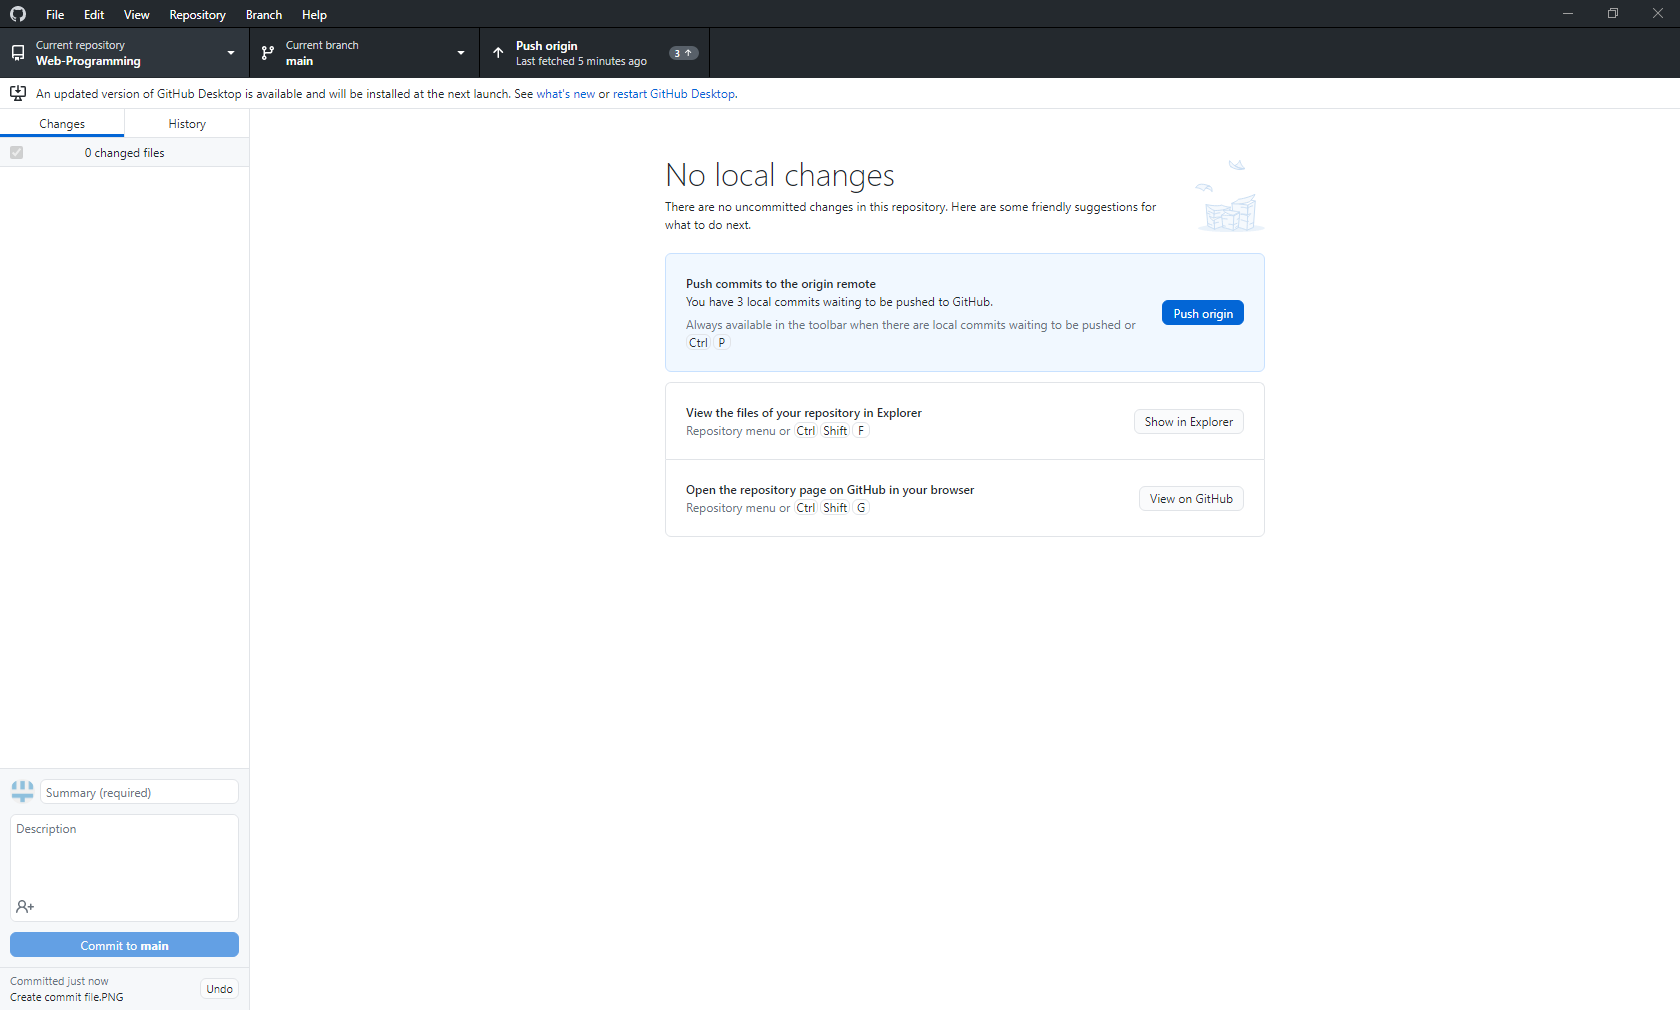 File Edit View Repository Branch Help
Current repository
Web-Programming
Current branch
main
Push origin
Last fetched 5 minutes ago
3
An updated version of GitHub Desktop is available and will be installed at the next launch. See what's new or restart GitHub Desktop.
Changes
History
0 changed files
No local changes
There are no uncommitted changes in this repository. Here are some friendly suggestions for
what to do next.
Push commits to the origin remote
You have 3 local commits waiting to be pushed to GitHub.
Always available in the toolbar when there are local commits waiting to be pushed or
Ctrl P
Push origin
View the files of your repository in Explorer
Repository menu or Ctrl Shift F
Show in Explorer
Open the repository page on GitHub in your browser
Repository menu or Ctrl Shift G
View on GitHub
Summary (required)
Description
Commit to main
Committed just now
Create commit file.PNG
Undo